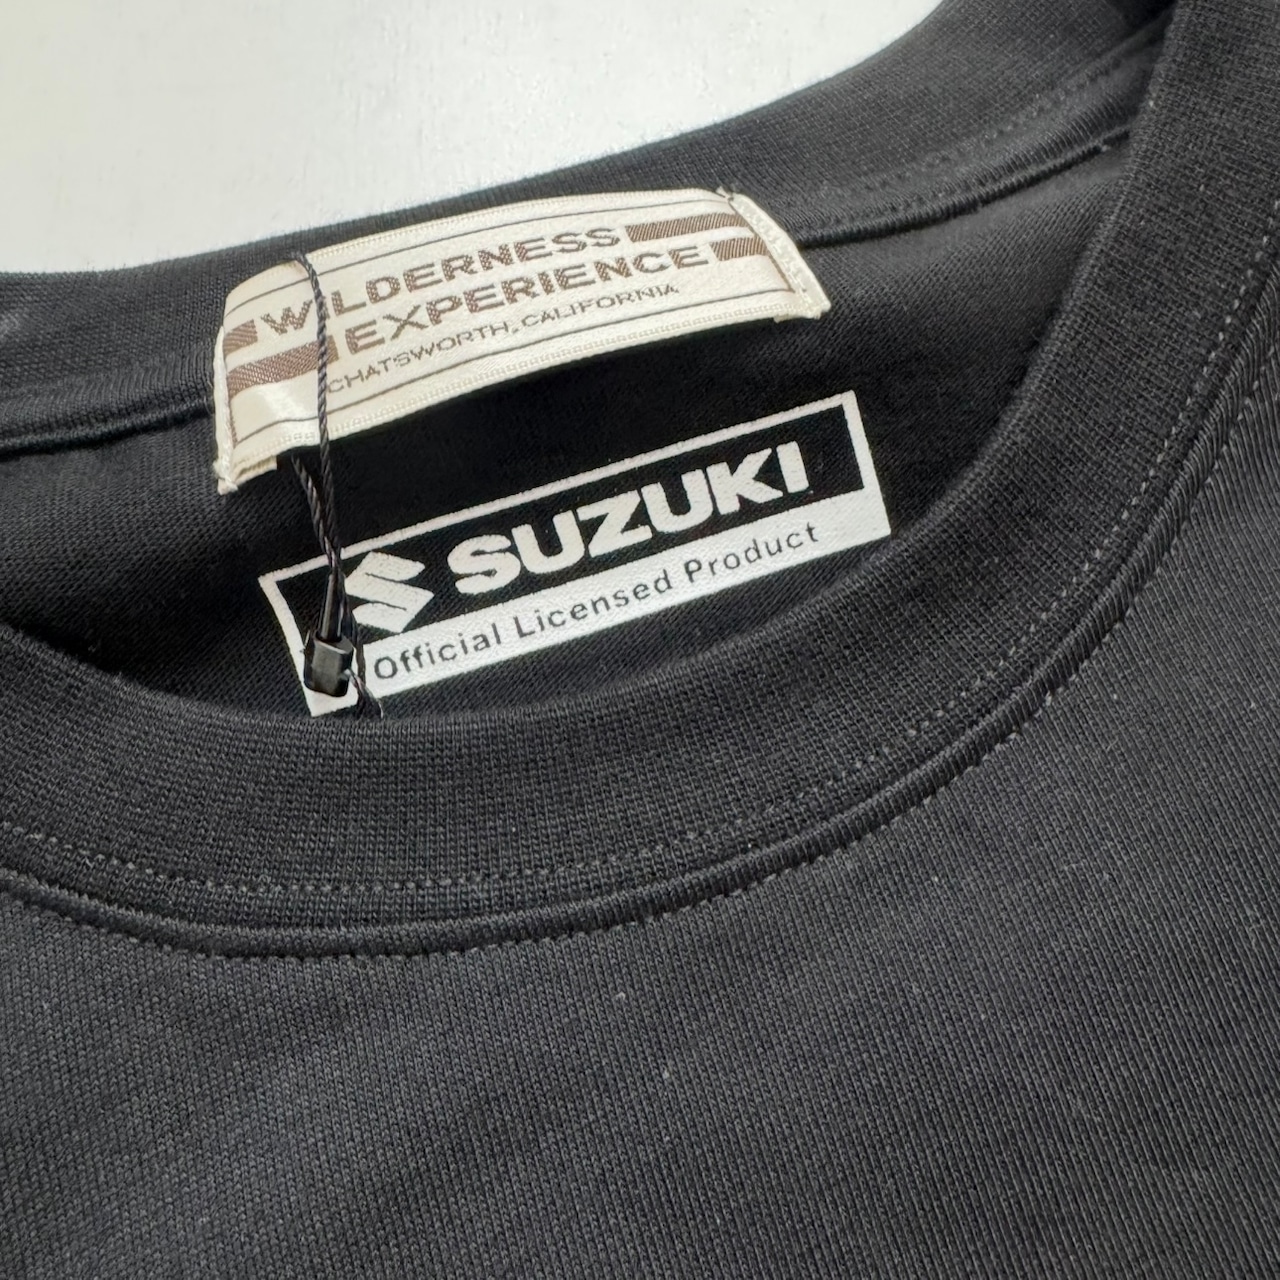 WILDERNESS
EXPERIENCE
CHATSWORTH, CALIFORNIA
SUZUKI
Official Licensed Product